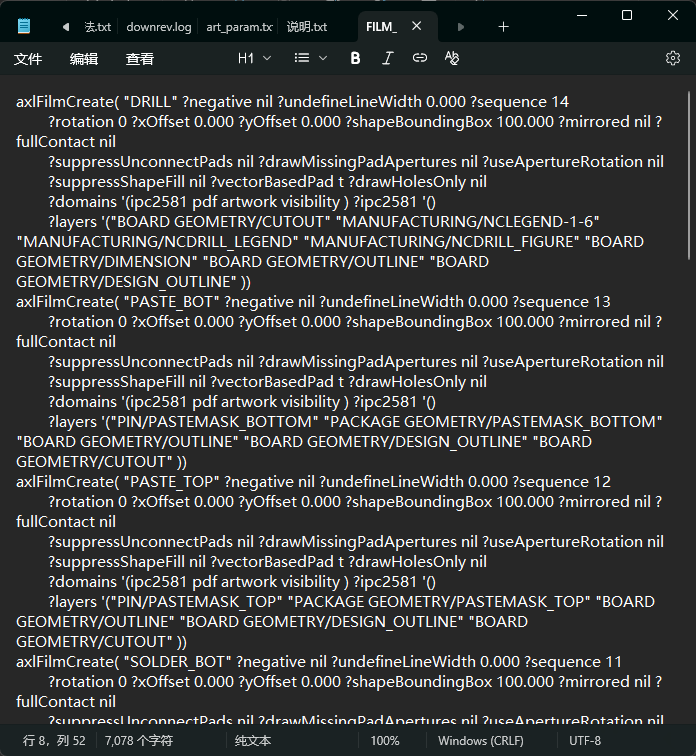 去.txt downrev.log art_param.tx 说明.txt FILM_
文件 编辑 查看 H1 B I
axlFilmCreate( "DRILL" ?negative nil ?undefineLineWidth 0.000 ?sequence 14
?rotation 0 ?xOffset 0.000 ?yOffset 0.000 ?shapeBoundingBox 100.000 ?mirrored nil ?
fullContact nil
?suppressUnconnectPads nil ?drawMissingPadApertures nil ?useApertureRotation nil
?suppressShapeFill nil ?vectorBasedPad t ?drawHolesOnly nil
?domains '(ipc2581 pdf artwork visibility ) ?ipc2581 '()
?layers '("BOARD GEOMETRY/CUTOUT" "MANUFACTURING/NCLEGEND-1-6"
"MANUFACTURING/NCDRILL_LEGEND" "MANUFACTURING/NCDRILL_FIGURE" "BOARD
GEOMETRY/DIMENSION" "BOARD GEOMETRY/OUTLINE" "BOARD
GEOMETRY/DESIGN_OUTLINE" ))
axlFilmCreate( "PASTE_BOT" ?negative nil ?undefineLineWidth 0.000 ?sequence 13
?rotation 0 ?xOffset 0.000 ?yOffset 0.000 ?shapeBoundingBox 100.000 ?mirrored nil ?
fullContact nil
?suppressUnconnectPads nil ?drawMissingPadApertures nil ?useApertureRotation nil
?suppressShapeFill nil ?vectorBasedPad t ?drawHolesOnly nil
?domains '(ipc2581 pdf artwork visibility ) ?ipc2581 '()
?layers '("PIN/PASTEMASK_BOTTOM" "PACKAGE GEOMETRY/PASTEMASK_BOTTOM"
"BOARD GEOMETRY/OUTLINE" "BOARD GEOMETRY/DESIGN_OUTLINE" "BOARD
GEOMETRY/CUTOUT" ))
axlFilmCreate( "PASTE_TOP" ?negative nil ?undefineLineWidth 0.000 ?sequence 12
?rotation 0 ?xOffset 0.000 ?yOffset 0.000 ?shapeBoundingBox 100.000 ?mirrored nil ?
fullContact nil
?suppressUnconnectPads nil ?drawMissingPadApertures nil ?useApertureRotation nil
?suppressShapeFill nil ?vectorBasedPad t ?drawHolesOnly nil
?domains '(ipc2581 pdf artwork visibility ) ?ipc2581 '()
?layers '("PIN/PASTEMASK_TOP" "PACKAGE GEOMETRY/PASTEMASK_TOP" "BOARD
GEOMETRY/OUTLINE" "BOARD GEOMETRY/DESIGN_OUTLINE" "BOARD
GEOMETRY/CUTOUT" ))
axlFilmCreate( "SOLDER_BOT" ?negative nil ?undefineLineWidth 0.000 ?sequence 11
?rotation 0 ?xOffset 0.000 ?yOffset 0.000 ?shapeBoundingBox 100.000 ?mirrored nil ?
fullContact nil
?suppressUnconnectPads nil ?drawMissingPadApertures nil ?useApertureRotation nil
行 8，列 52 7,078 个字符 纯文本 100% Windows (CRLF) UTF-8